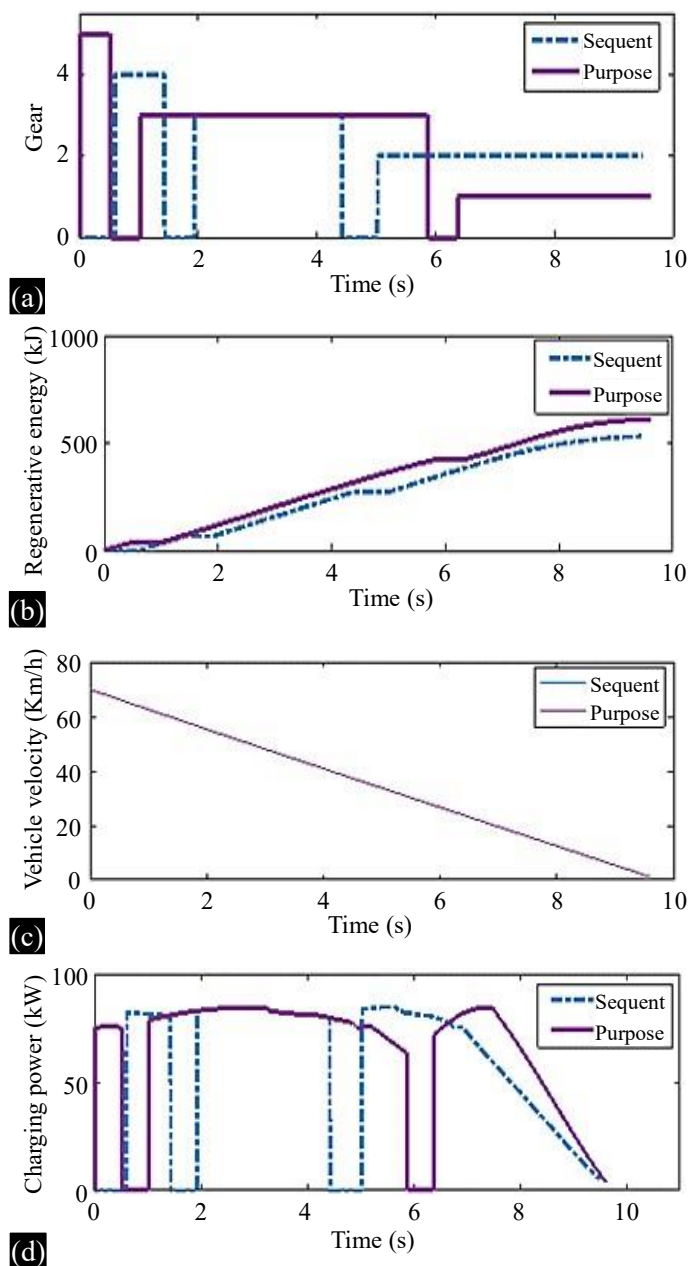 4
2
0
Gear
Sequent
Purpose
0 2 4 6 8 10
Time (s)
(a)
1000
500
0
Regenerative energy (kJ)
Sequent
Purpose
0 2 4 6 8 10
Time (s)
(b)
80
60
40
20
0
Vehicle velocity (Km/h)
Sequent
Purpose
0 2 4 6 8 10
Time (s)
(c)
100
50
0
Charging power (kW)
Sequent
Purpose
0 2 4 6 8 10
Time (s)
(d)